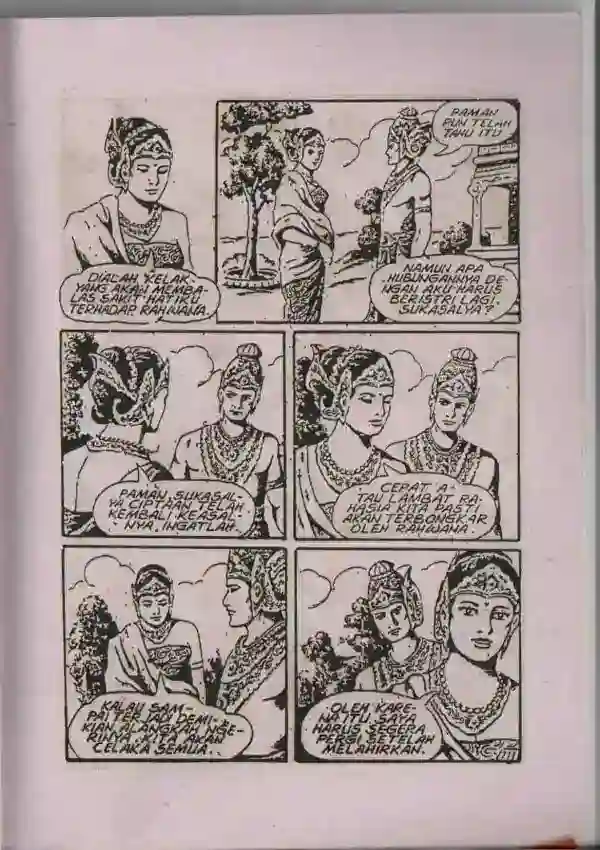 DIALAH KELAK
YANG AKAN MEMBA-
LAS SAKIT HATIKU
TERHADAP RAHWANA.
PAMAN
PUN TELAH
TAHU ITU
NAMUN APA
HUBUNGANNYA DE-
NGAN AKU HARUS
BERISTRI LAGI,
SUKASALYA?
PAMAN, SUKASAL-
YA CIPTAAN TELAH
KEMBALI KEASAL-
NYA. INGATLAH.
CEPAT A-
TAU LAMBAT RA-
HASIA KITA PASTI
AKAN TERBONGKAR
OLEH RAHWANA.
KALAU SAM-
PAI TERJADI DEMI-
KIAN ALANGKAH NGE-
RINYA. KITA AKAN
CELAKA SEMUA..
OLEH KARE-
NA ITU SAYA
HARUS SEGERA
PERGI SETELAH
MELAHIRKAN.